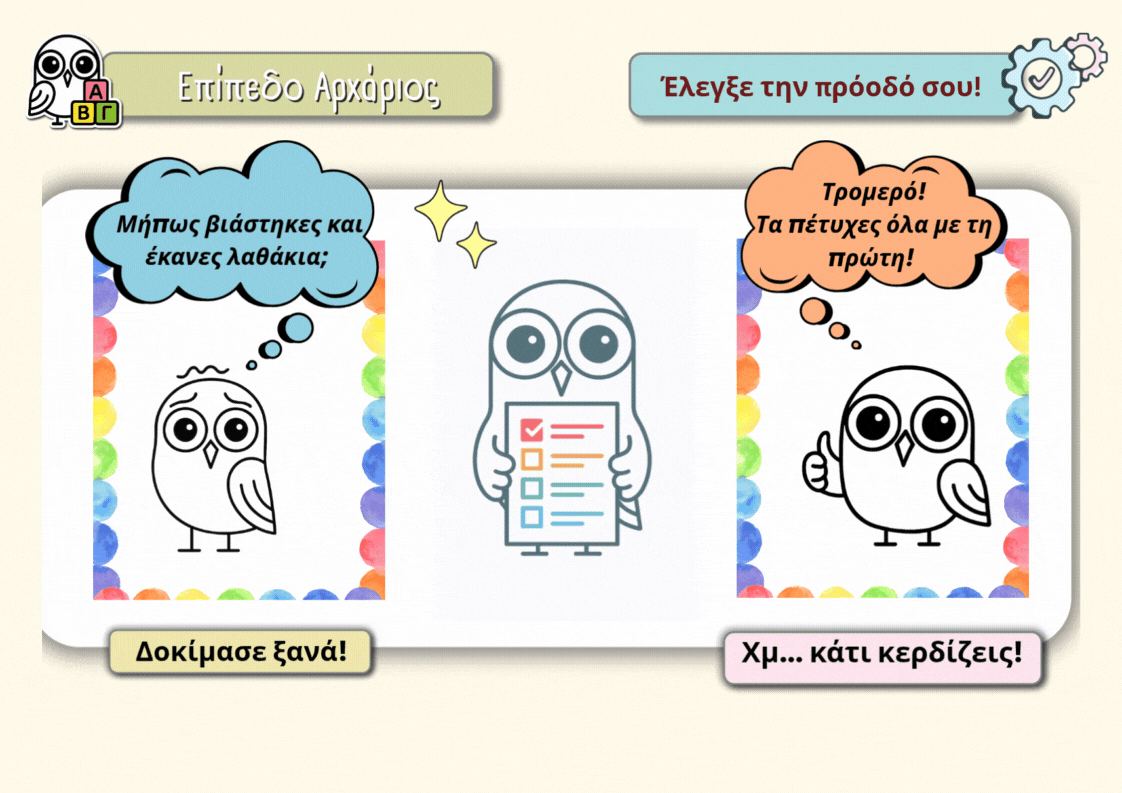 Επίπεδο Αρχάριος
Έλεγξε την πρόοδό σου!
Α
Β Γ
Μήπως βιάστηκες και
έκανες λαθάκια;
Τρομερό!
Τα πέτυχες όλα με τη
πρώτη!
Δοκίμασε ξανά!
Χμ... κάτι κερδίζεις!